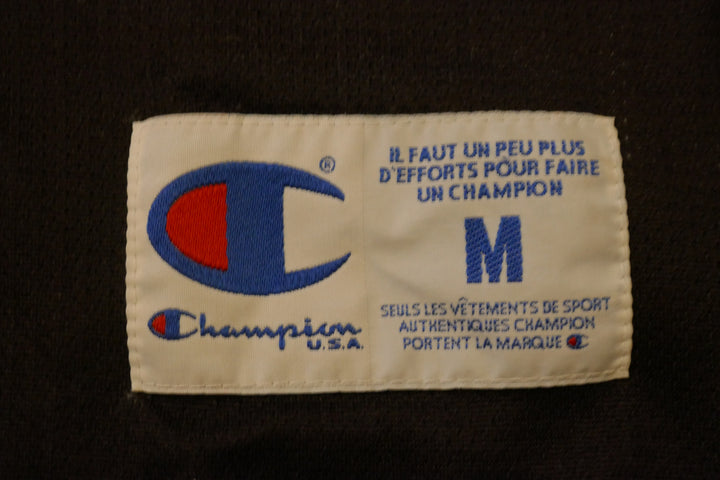 ®
Champion
U.S.A.
IL FAUT UN PEU PLUS
D'EFFORTS POUR FAIRE
UN CHAMPION
M
SEULS LES VÊTEMENTS DE SPORT
AUTHENTIQUES CHAMPION
PORTENT LA MARQUE C